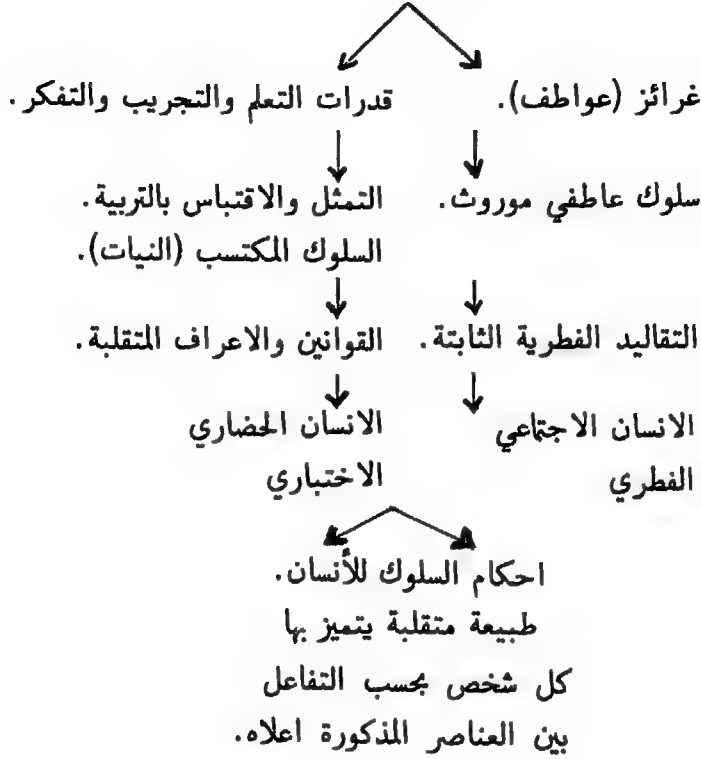 غرائز (عواطف). قدرات التعلم والتجريب والتفكر.
سلوك عاطفي موروث. التمثل والاقتباس بالتربية.
السلوك المكتسب (النيات).
التقاليد الفطرية الثابتة. القوانين والاعراف المتقلبة.
الانسان الاجتماعي الانسان الحضاري
الفطري الاختباري
احكام السلوك للأنسان.
طبيعة متقلبة يتميز بها
كل شخص بحسب التفاعل
بين العناصر المذكورة اعلاه.